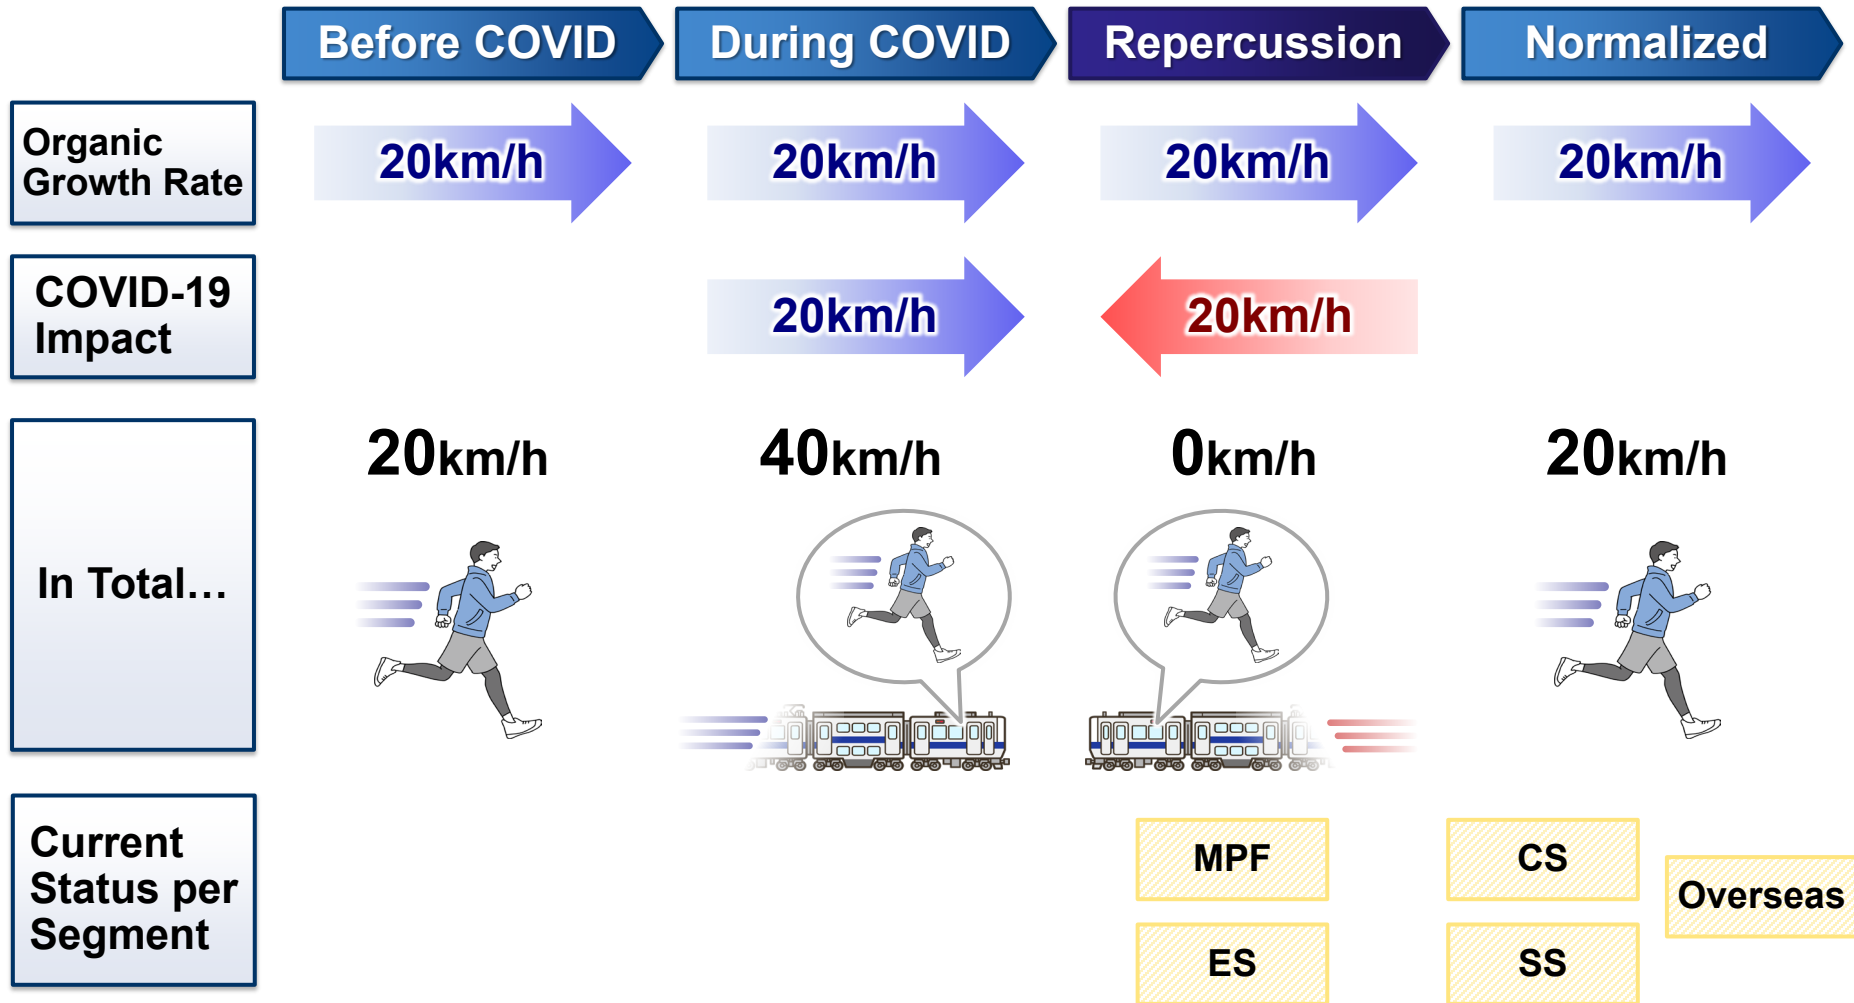 Before COVID
During COVID
Repercussion
Normalized
Organic
Growth Rate
20km/h
20km/h
20km/h
20km/h
COVID-19
Impact
20km/h
20km/h
In Total…
20km/h
40km/h
0km/h
20km/h
Current
Status per
Segment
MPF
CS
Overseas
ES
SS